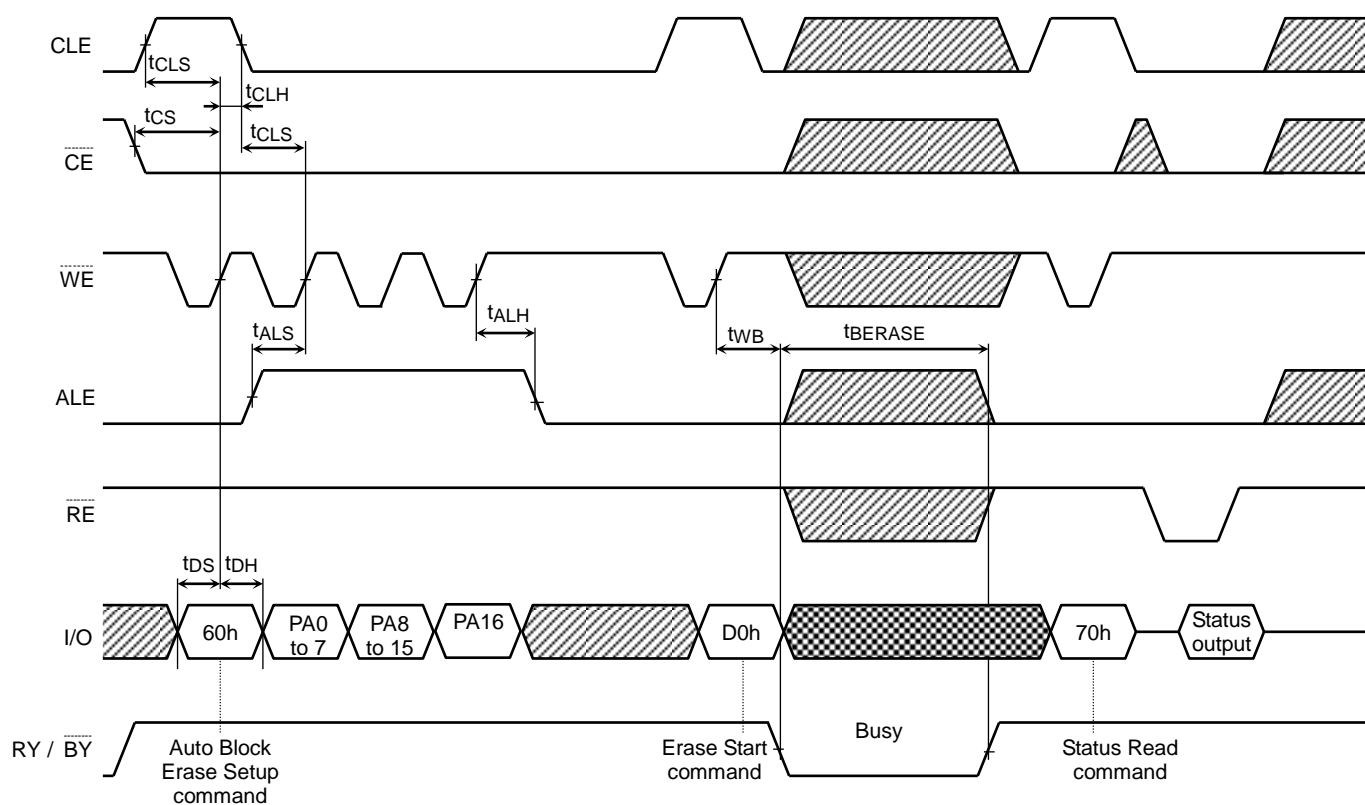 CLE
tCLS
tCLH
tCS
tCLS
CE
WE
tALS
tALH
tWB
tBERASE
ALE
RE
tDS
tDH
I/O
60h
PA0
to 7
PA8
to 15
PA16
D0h
70h
Status
output
RY / BY
Busy
Auto Block
Erase Setup
command
Erase Start
command
Status Read
command